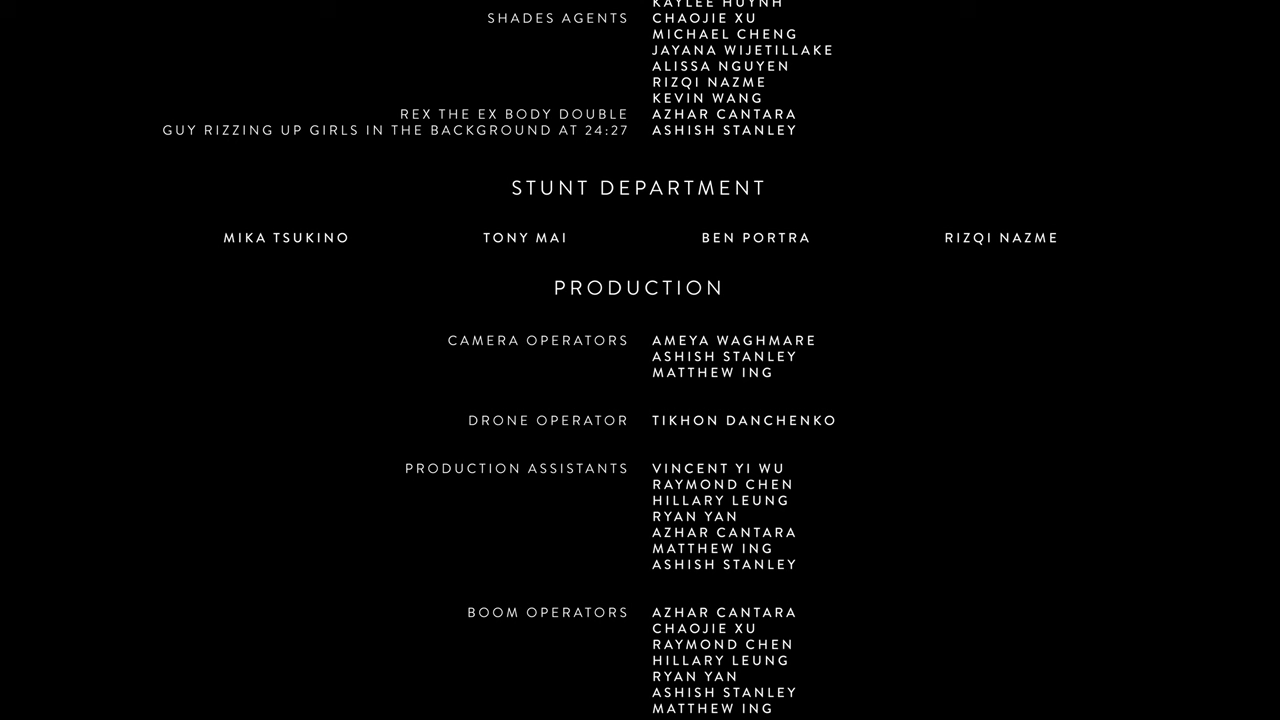 KAYLEE HUYNH
SHADES AGENTS CHAOJIE XU
MICHAEL CHENG
JAYANA WIJETILLAKE
ALISSA NGUYEN
RIZQI NAZME
KEVIN WANG
REX THE EX BODY DOUBLE AZHAR CANTARA
GUY RIZZING UP GIRLS IN THE BACKGROUND AT 24:27 ASHISH STANLEY
STUNT DEPARTMENT
MIKA TSUKINO TONY MAI BEN PORTRA RIZQI NAZME
PRODUCTION
CAMERA OPERATORS AMEYA WAGHMARE
ASHISH STANLEY
MATTHEW ING
DRONE OPERATOR TIKHON DANCHENKO
PRODUCTION ASSISTANTS VINCENT YI WU
RAYMOND CHEN
HILLARY LEUNG
RYAN YAN
AZHAR CANTARA
MATTHEW ING
ASHISH STANLEY
BOOM OPERATORS AZHAR CANTARA
CHAOJIE XU
RAYMOND CHEN
HILLARY LEUNG
RYAN YAN
ASHISH STANLEY
MATTHEW ING